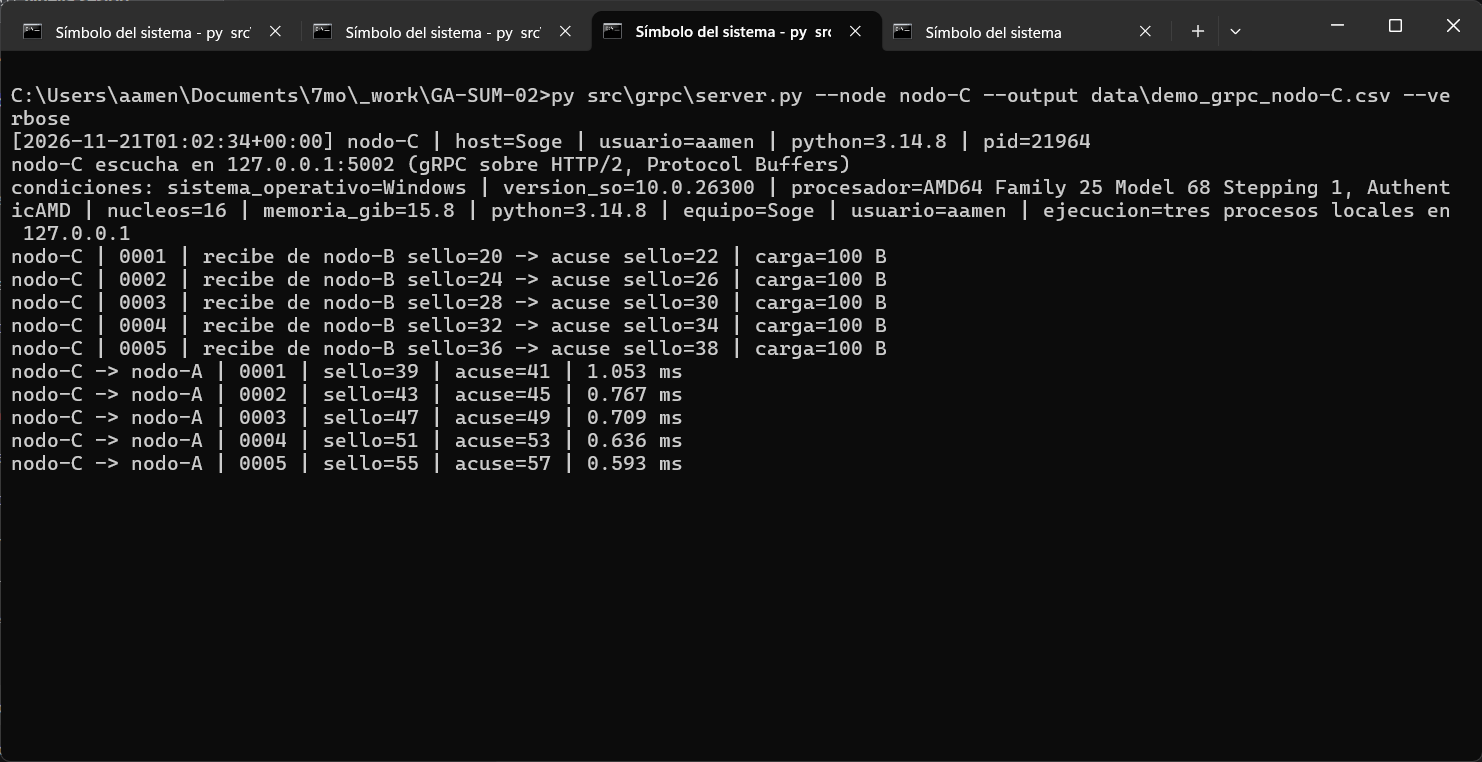 Símbolo del sistema - py src
Símbolo del sistema - py src
Símbolo del sistema - py src
Símbolo del sistema
C:\Users\aamen\Documents\7mo\_work\GA-SUM-02>py src\grpc\server.py --node nodo-C --output data\demo_grpc_nodo-C.csv --ve
rbose
[2026-11-21T01:02:34+00:00] nodo-C | host=Soge | usuario=aamen | python=3.14.8 | pid=21964
nodo-C escucha en 127.0.0.1:5002 (gRPC sobre HTTP/2, Protocol Buffers)
condiciones: sistema_operativo=Windows | version_so=10.0.26300 | procesador=AMD64 Family 25 Model 68 Stepping 1, Authent
icAMD | nucleos=16 | memoria_gib=15.8 | python=3.14.8 | equipo=Soge | usuario=aamen | ejecucion=tres procesos locales en
127.0.0.1
nodo-C | 0001 | recibe de nodo-B sello=20 -> acuse sello=22 | carga=100 B
nodo-C | 0002 | recibe de nodo-B sello=24 -> acuse sello=26 | carga=100 B
nodo-C | 0003 | recibe de nodo-B sello=28 -> acuse sello=30 | carga=100 B
nodo-C | 0004 | recibe de nodo-B sello=32 -> acuse sello=34 | carga=100 B
nodo-C | 0005 | recibe de nodo-B sello=36 -> acuse sello=38 | carga=100 B
nodo-C -> nodo-A | 0001 | sello=39 | acuse=41 | 1.053 ms
nodo-C -> nodo-A | 0002 | sello=43 | acuse=45 | 0.767 ms
nodo-C -> nodo-A | 0003 | sello=47 | acuse=49 | 0.709 ms
nodo-C -> nodo-A | 0004 | sello=51 | acuse=53 | 0.636 ms
nodo-C -> nodo-A | 0005 | sello=55 | acuse=57 | 0.593 ms